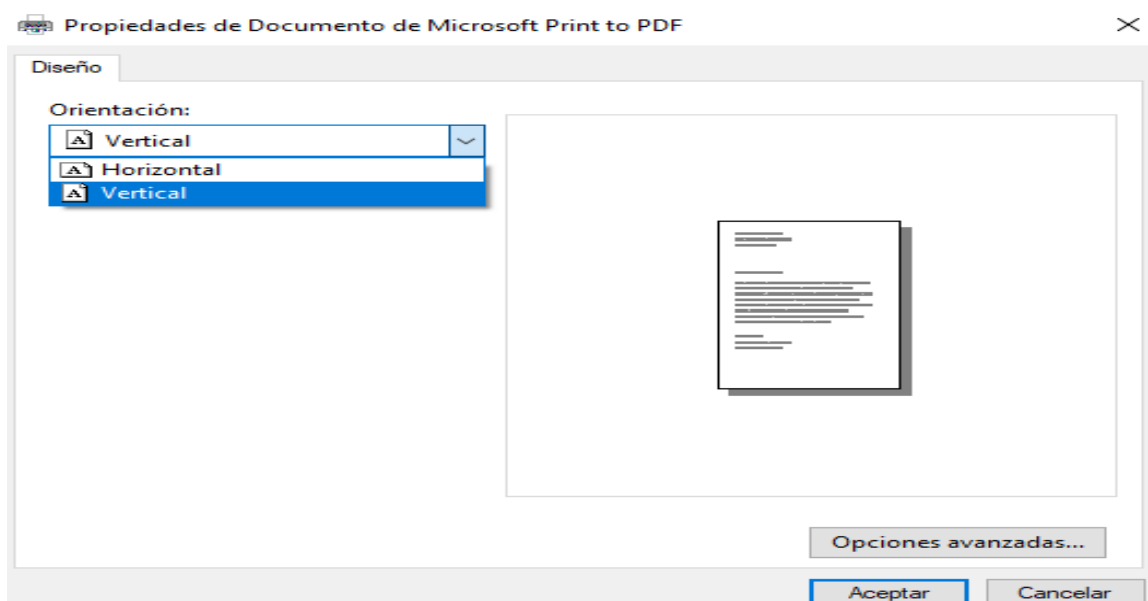 Propiedades de Documento de Microsoft Print to PDF
Diseño
Orientación:
Vertical
Horizontal
Vertical
Opciones avanzadas...
Aceptar Cancelar